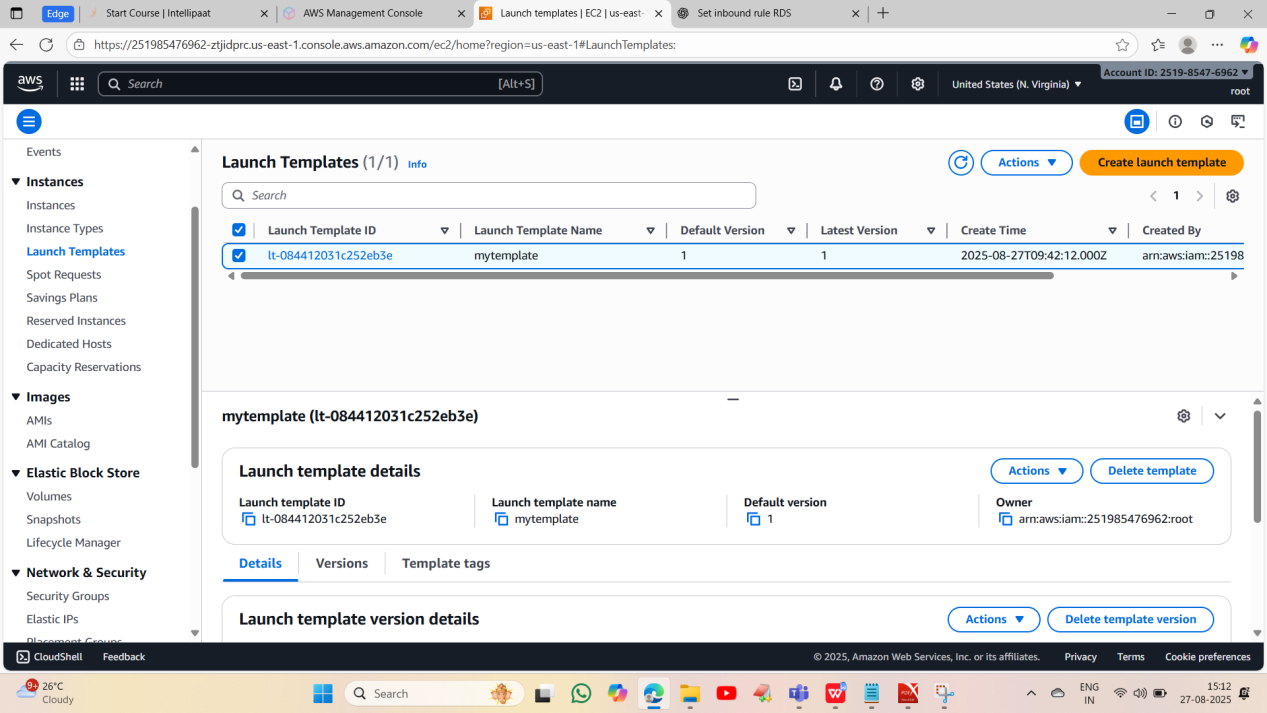 Edge
Start Course | Intellipaat
AWS Management Console
Launch templates | EC2 | us-east-
Set inbound rule RDS
https://251985476962-ztjidprc.us-east-1.console.aws.amazon.com/ec2/home?region=us-east-1#LaunchTemplates:
aws
Search
[Alt+S]
United States (N. Virginia)
Account ID: 2519-8547-6962
root
Events
Instances
Instances
Instance Types
Launch Templates
Spot Requests
Savings Plans
Reserved Instances
Dedicated Hosts
Capacity Reservations
Images
AMIs
AMI Catalog
Elastic Block Store
Volumes
Snapshots
Lifecycle Manager
Network & Security
Security Groups
Elastic IPs
Placement Groups
Launch Templates (1/1) Info
Actions
Create launch template
Search
1
Launch Template ID
Launch Template Name
Default Version
Latest Version
Create Time
Created By
lt-084412031c252eb3e
mytemplate
1
1
2025-08-27T09:42:12.000Z
arn:aws:iam::25198
mytemplate (lt-084412031c252eb3e)
Launch template details
Actions
Delete template
Launch template ID
lt-084412031c252eb3e
Launch template name
mytemplate
Default version
1
Owner
arn:aws:iam::251985476962:root
Details
Versions
Template tags
Launch template version details
Actions
Delete template version
CloudShell
Feedback
© 2025, Amazon Web Services, Inc. or its affiliates.
Privacy
Terms
Cookie preferences
9+
26°C
Cloudy
Search
ENG
IN
15:12
27-08-2025